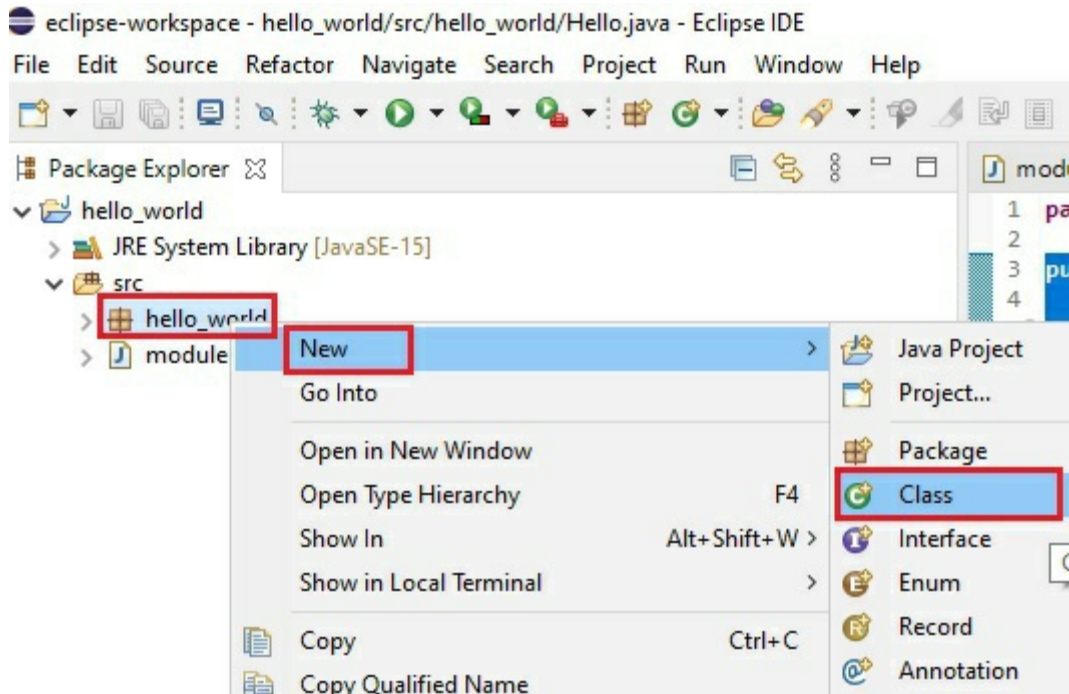 eclipse-workspace - hello_world/src/hello_world/Hello.java - Eclipse IDE
File Edit Source Refactor Navigate Search Project Run Window Help
Package Explorer
hello_world
JRE System Library [JavaSE-15]
src
hello_world
module
1
2
3
4
New
Go Into
Open in New Window
Open Type Hierarchy F4
Show In Alt+Shift+W >
Show in Local Terminal >
Copy Ctrl+C
Copy Qualified Name
Java Project
Project...
Package
Class
Interface
Enum
Record
Annotation